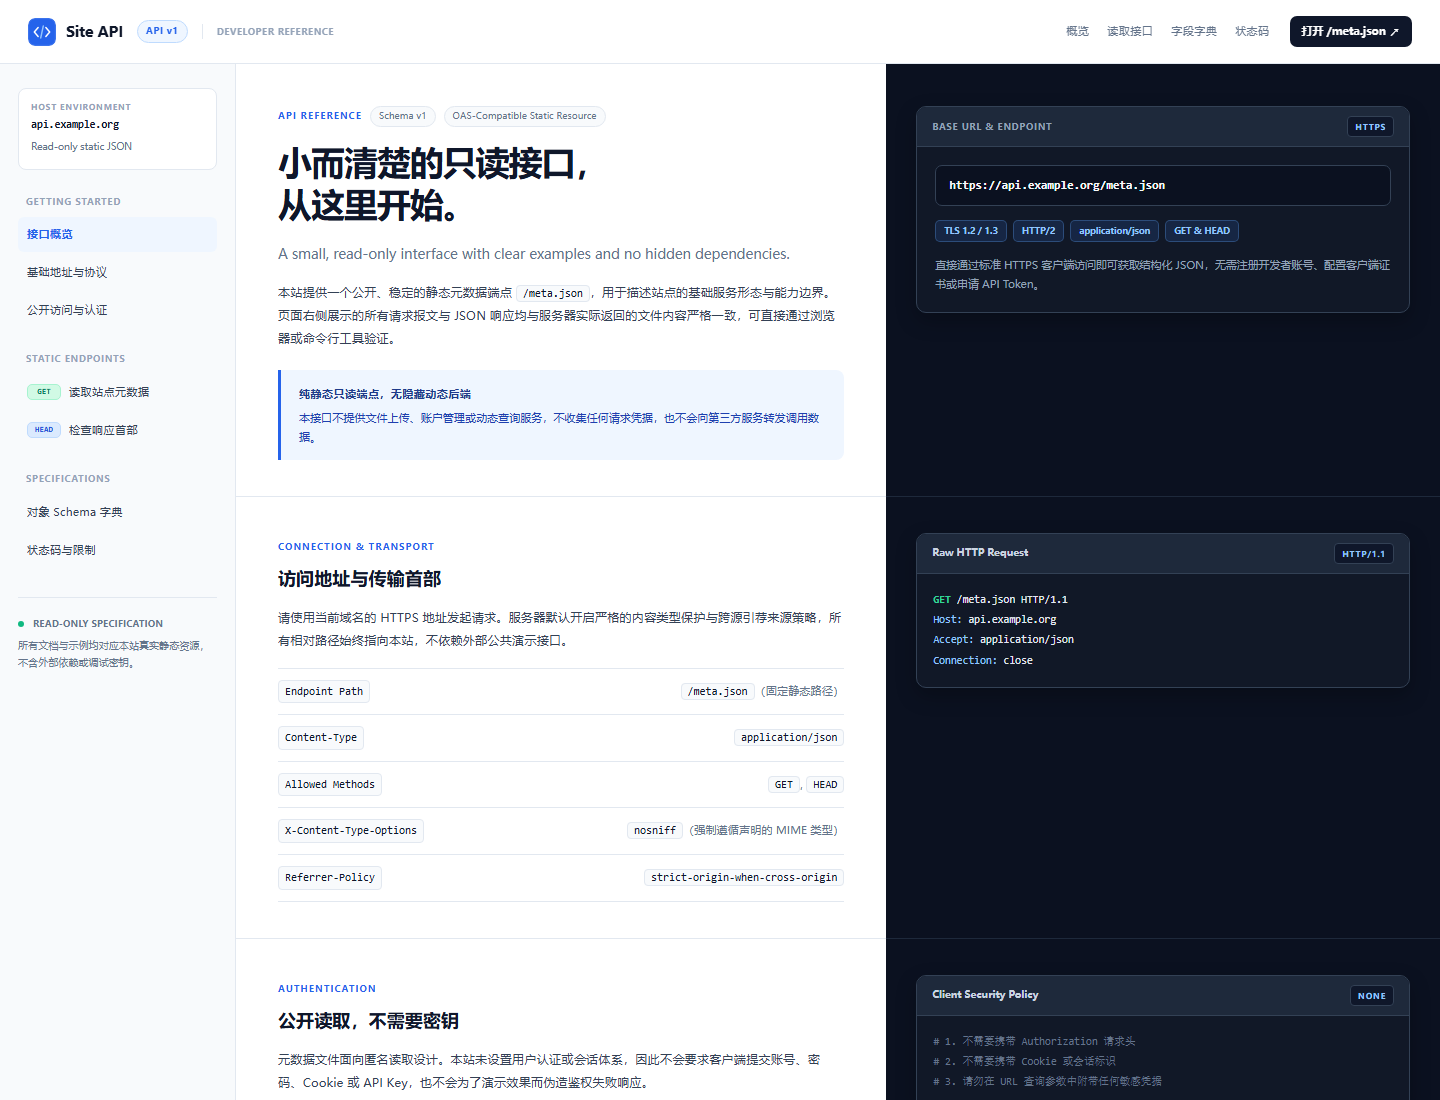 Site API
API v1
DEVELOPER REFERENCE
概览
读取接口
字段字典
状态码
打开 /meta.json ↗
HOST ENVIRONMENT
api.example.org
Read-only static JSON
GETTING STARTED
接口概览
基础地址与协议
公开访问与认证
STATIC ENDPOINTS
GET 读取站点元数据
HEAD 检查响应首部
SPECIFICATIONS
对象 Schema 字典
状态码与限制
READ-ONLY SPECIFICATION
所有文档与示例均对应本站真实静态资源，
不含外部依赖或调试密钥。
API REFERENCE
Schema v1
OAS-Compatible Static Resource
小而清楚的只读接口，
从这里开始。
A small, read-only interface with clear examples and no hidden dependencies.
本站提供一个公开、稳定的静态元数据端点 /meta.json，用于描述站点的基础服务形态与能力边界。
页面右侧展示的所有请求报文与 JSON 响应均与服务器实际返回的文件内容严格一致，可直接通过浏览
器或命令行工具验证。
纯静态只读端点，无隐藏动态后端
本接口不提供文件上传、账户管理或动态查询服务，不收集任何请求凭据，也不会向第三方服务转发调用数
据。
BASE URL & ENDPOINT
HTTPS
https://api.example.org/meta.json
TLS 1.2 / 1.3
HTTP/2
application/json
GET & HEAD
直接通过标准 HTTPS 客户端访问即可获取结构化 JSON，无需注册开发者账号、配置客户端证
书或申请 API Token。
CONNECTION & TRANSPORT
访问地址与传输首部
请使用当前域名的 HTTPS 地址发起请求。服务器默认开启严格的内容类型保护与跨源引荐来源策略，所
有相对路径始终指向本站，不依赖外部公共演示接口。
Endpoint Path
/meta.json (固定静态路径)
Content-Type
application/json
Allowed Methods
GET, HEAD
X-Content-Type-Options
nosniff (强制遵循声明的 MIME 类型)
Referrer-Policy
strict-origin-when-cross-origin
Raw HTTP Request
HTTP/1.1
GET /meta.json HTTP/1.1
Host: api.example.org
Accept: application/json
Connection: close
AUTHENTICATION
公开读取，不需要密钥
元数据文件面向匿名读取设计。本站未设置用户认证或会话体系，因此不会要求客户端提交账号、密
码、Cookie 或 API Key，也不会为了演示效果而伪造鉴权失败响应。
Client Security Policy
NONE
# 1. 不需要携带 Authorization 请求头
# 2. 不需要携带 Cookie 或会话标识
# 3. 请勿在 URL 查询参数中附带任何敏感凭据